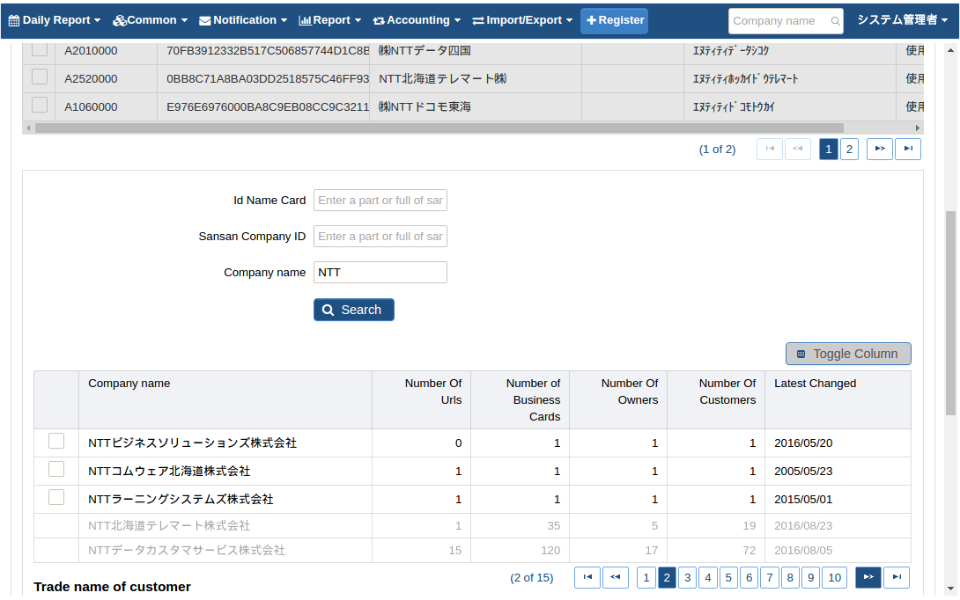 Daily Report Common Notification Report Accounting Import/Export Register Company name システム管理者
A2010000 70FB3912332B517C506857744D1C8B ㈱NTTデータ四国 ｴﾇﾃｨﾃｨﾃﾞｰﾀｼｺｸ 使用
A2520000 0BB8C71A8BA03DD2518575C46FF93 NTT北海道テレマート㈱ ｴﾇﾃｨﾃｨﾎｯｶｲﾄﾞｳﾃﾚﾏｰﾄ 使用
A1060000 E976E6976000BA8C9EB08CC9C3211 ㈱NTTドコモ東海 ｴﾇﾃｨﾃｨﾄﾞｺﾓﾄｳｶｲ 使用
(1 of 2) 1 2
Id Name Card Enter a part or full of sar
Sansan Company ID Enter a part or full of sar
Company name NTT
Search
Toggle Column
Company name Number Of Urls Number of Business Cards Number Of Owners Number Of Customers Latest Changed
NTTビジネスソリューションズ株式会社 0 1 1 1 2016/05/20
NTTコムウェア北海道株式会社 1 1 1 1 2005/05/23
NTTラーニングシステムズ株式会社 1 1 1 1 2015/05/01
NTT北海道テレマート株式会社 1 35 5 19 2016/08/23
NTTデータカスタマサービス株式会社 15 120 17 72 2016/08/05
(2 of 15) 1 2 3 4 5 6 7 8 9 10
Trade name of customer